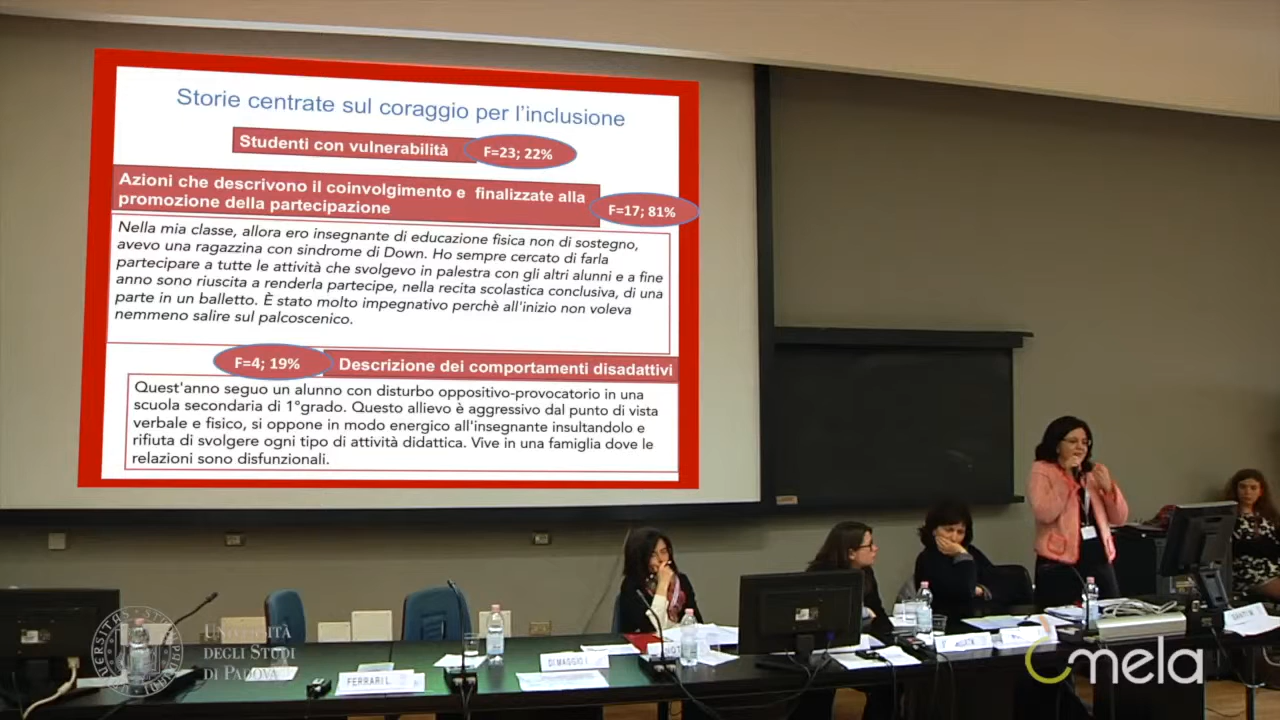 Storie centrate sul coraggio per l'inclusione
Studenti con vulnerabilità
F=23; 22%
Azioni che descrivono il coinvolgimento e finalizzate alla
promozione della partecipazione
F=17; 81%
Nella mia classe, allora ero insegnante di educazione fisica non di sostegno,
avevo una ragazzina con sindrome di Down. Ho sempre cercato di farla
partecipare a tutte le attività che svolgevo in palestra con gli altri alunni e a fine
anno sono riuscita a renderla partecipe, nella recita scolastica conclusiva, di una
parte in un balletto. È stato molto impegnativo perchè all'inizio non voleva
nemmeno salire sul palcoscenico.
F=4; 19%
Descrizione dei comportamenti disadattivi
Quest'anno seguo un alunno con disturbo oppositivo-provocatorio in una
scuola secondaria di 1°grado. Questo allievo è aggressivo dal punto di vista
verbale e fisico, si oppone in modo energico all'insegnante insultandolo e
rifiuta di svolgere ogni tipo di attività didattica. Vive in una famiglia dove le
relazioni sono disfunzionali.
Università
degli Studi
di Padova
FERRARI L.
DI MAGGIO I.
mela